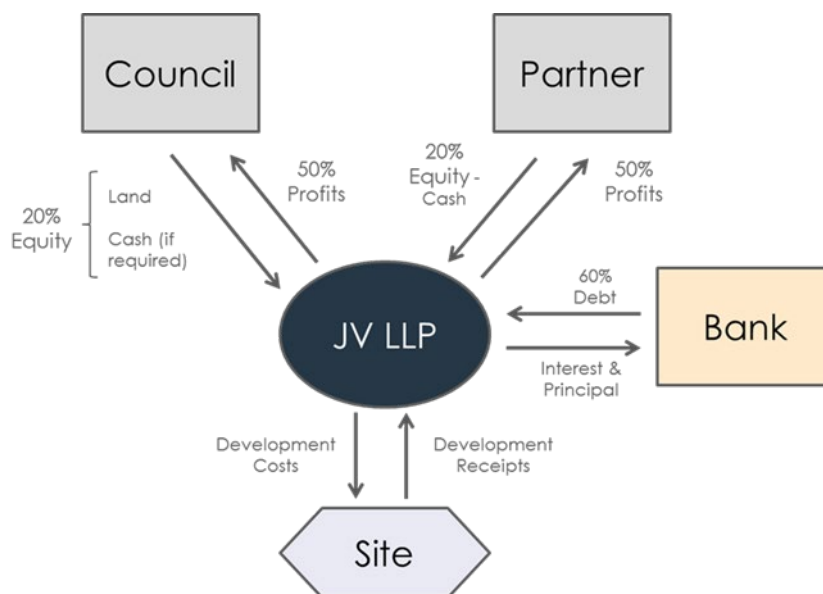 Council
Partner
20%
Equity
Land
Cash (if
required)
50%
Profits
20%
Equity -
Cash
50%
Profits
JV LLP
60%
Debt
Bank
Interest &
Principal
Development
Costs
Development
Receipts
Site